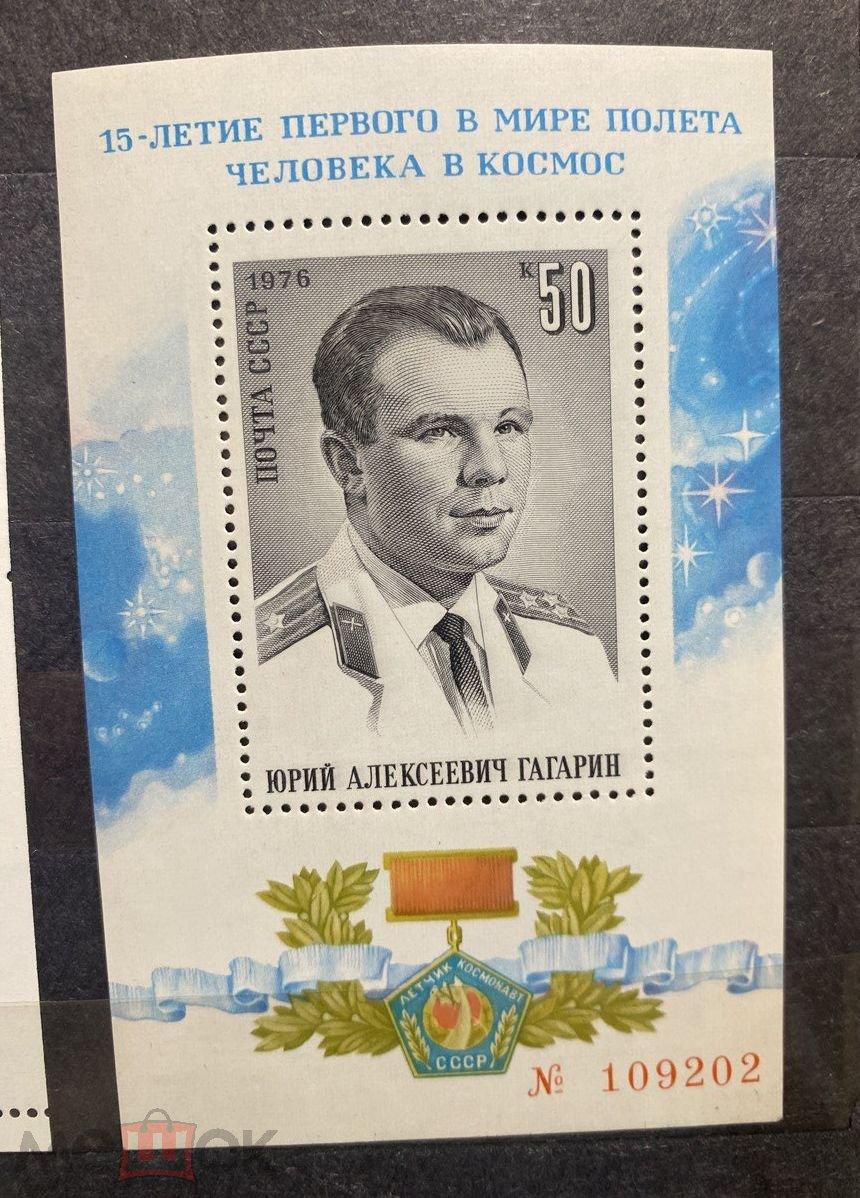 15-ЛЕТИЕ ПЕРВОГО В МИРЕ ПОЛЕТА
ЧЕЛОВЕКА В КОСМОС
1976
К 50
ПОЧТА СССР
ЮРИЙ АЛЕКСЕЕВИЧ ГАГАРИН
ЛЕТЧИК КОСМОНАВТ
СССР
№ 109202
МЕШОК